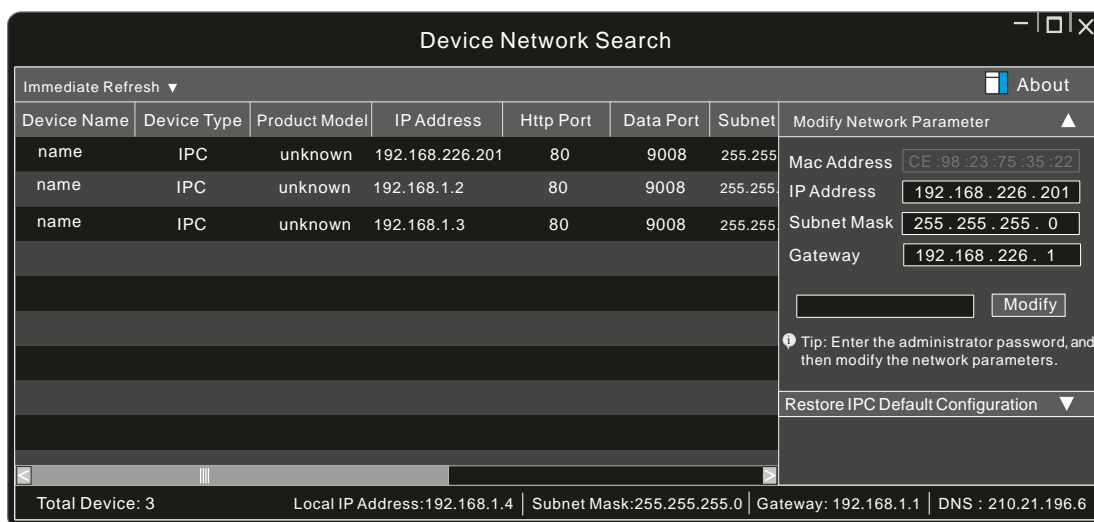 Device Network Search
Immediate Refresh ▼
About
Device Name Device Type Product Model IP Address Http Port Data Port Subnet
name IPC unknown 192.168.226.201 80 9008 255.255
name IPC unknown 192.168.1.2 80 9008 255.255.
name IPC unknown 192.168.1.3 80 9008 255.255.
Modify Network Parameter
Mac Address CE:98:23:75:35:22
IP Address 192.168.226.201
Subnet Mask 255.255.255.0
Gateway 192.168.226.1
Modify
Tip: Enter the administrator password, and
then modify the network parameters.
Restore IPC Default Configuration
Total Device: 3 Local IP Address:192.168.1.4 Subnet Mask:255.255.255.0 Gateway: 192.168.1.1 DNS : 210.21.196.6